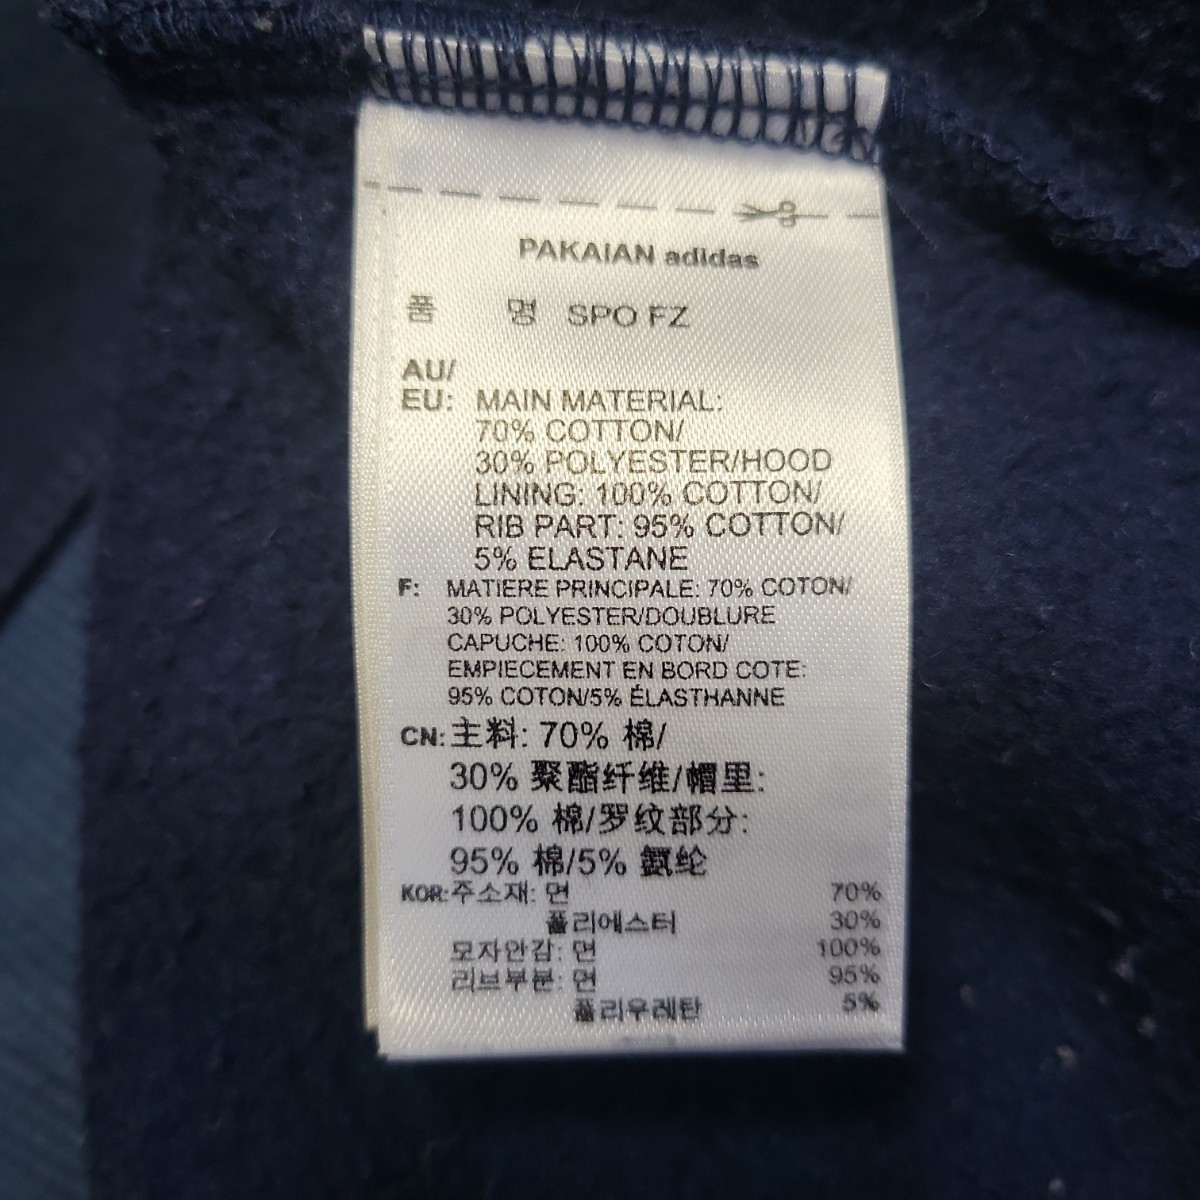 PAKAIAN adidas
품 명 SPO FZ
AU/
EU: MAIN MATERIAL:
70% COTTON/
30% POLYESTER/HOOD
LINING: 100% COTTON/
RIB PART: 95% COTTON/
5% ELASTANE
F: MATIERE PRINCIPALE: 70% COTON/
30% POLYESTER/DOUBLURE
CAPUCHE: 100% COTON/
EMPIECEMENT EN BORD COTE:
95% COTON/5% ÉLASTHANNE
CN: 主料: 70% 棉/
30% 聚酯纤维/帽里:
100% 棉/罗纹部分:
95% 棉/5% 氨纶
KOR: 주소재: 면 70%
폴리에스터 30%
모자안감: 면 100%
리브부분: 면 95%
폴리우레탄 5%